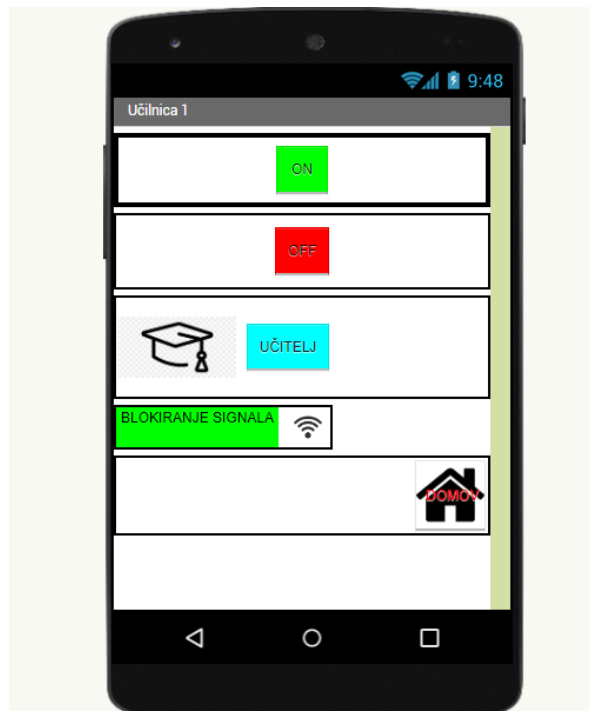 9:48
Učilnica 1
ON
OFF
UČITELJ
BLOKIRANJE SIGNALA
DOMOV